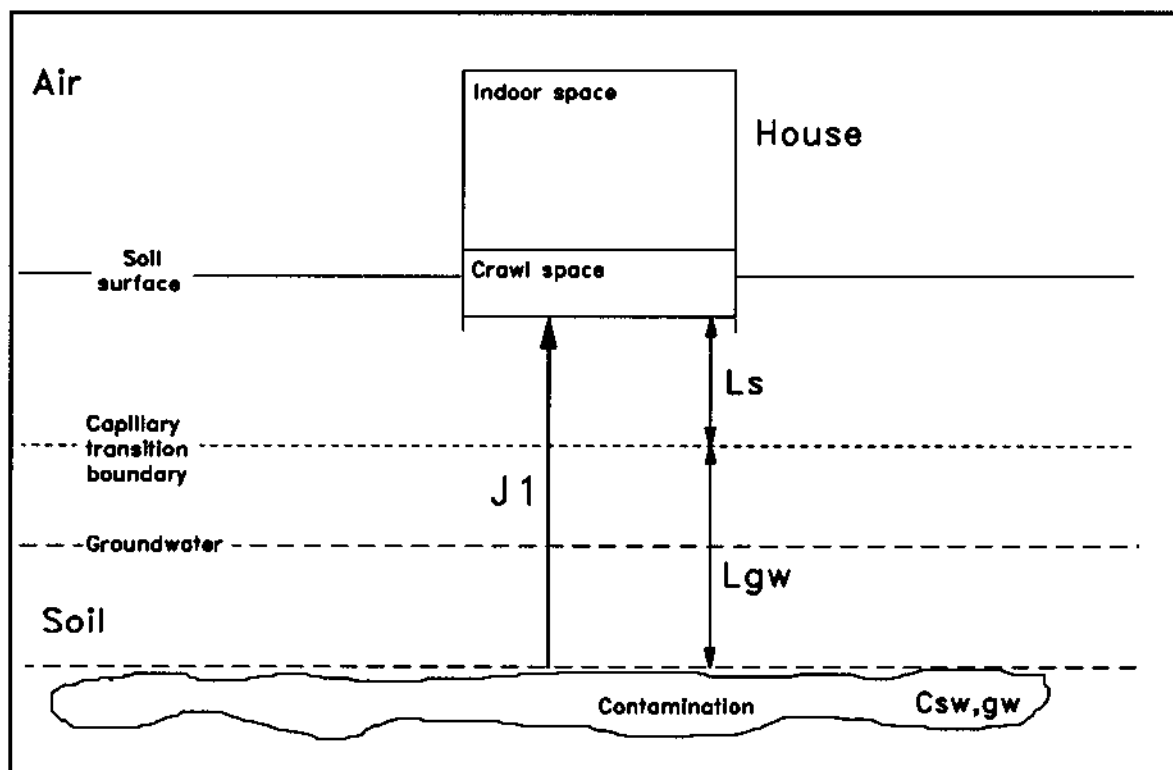 Air
Indoor space
House
Soil
surface
Crawl space
Ls
Capillary
transition
boundary
J1
Groundwater
Lgw
Soil
Contamination
Csw,gw